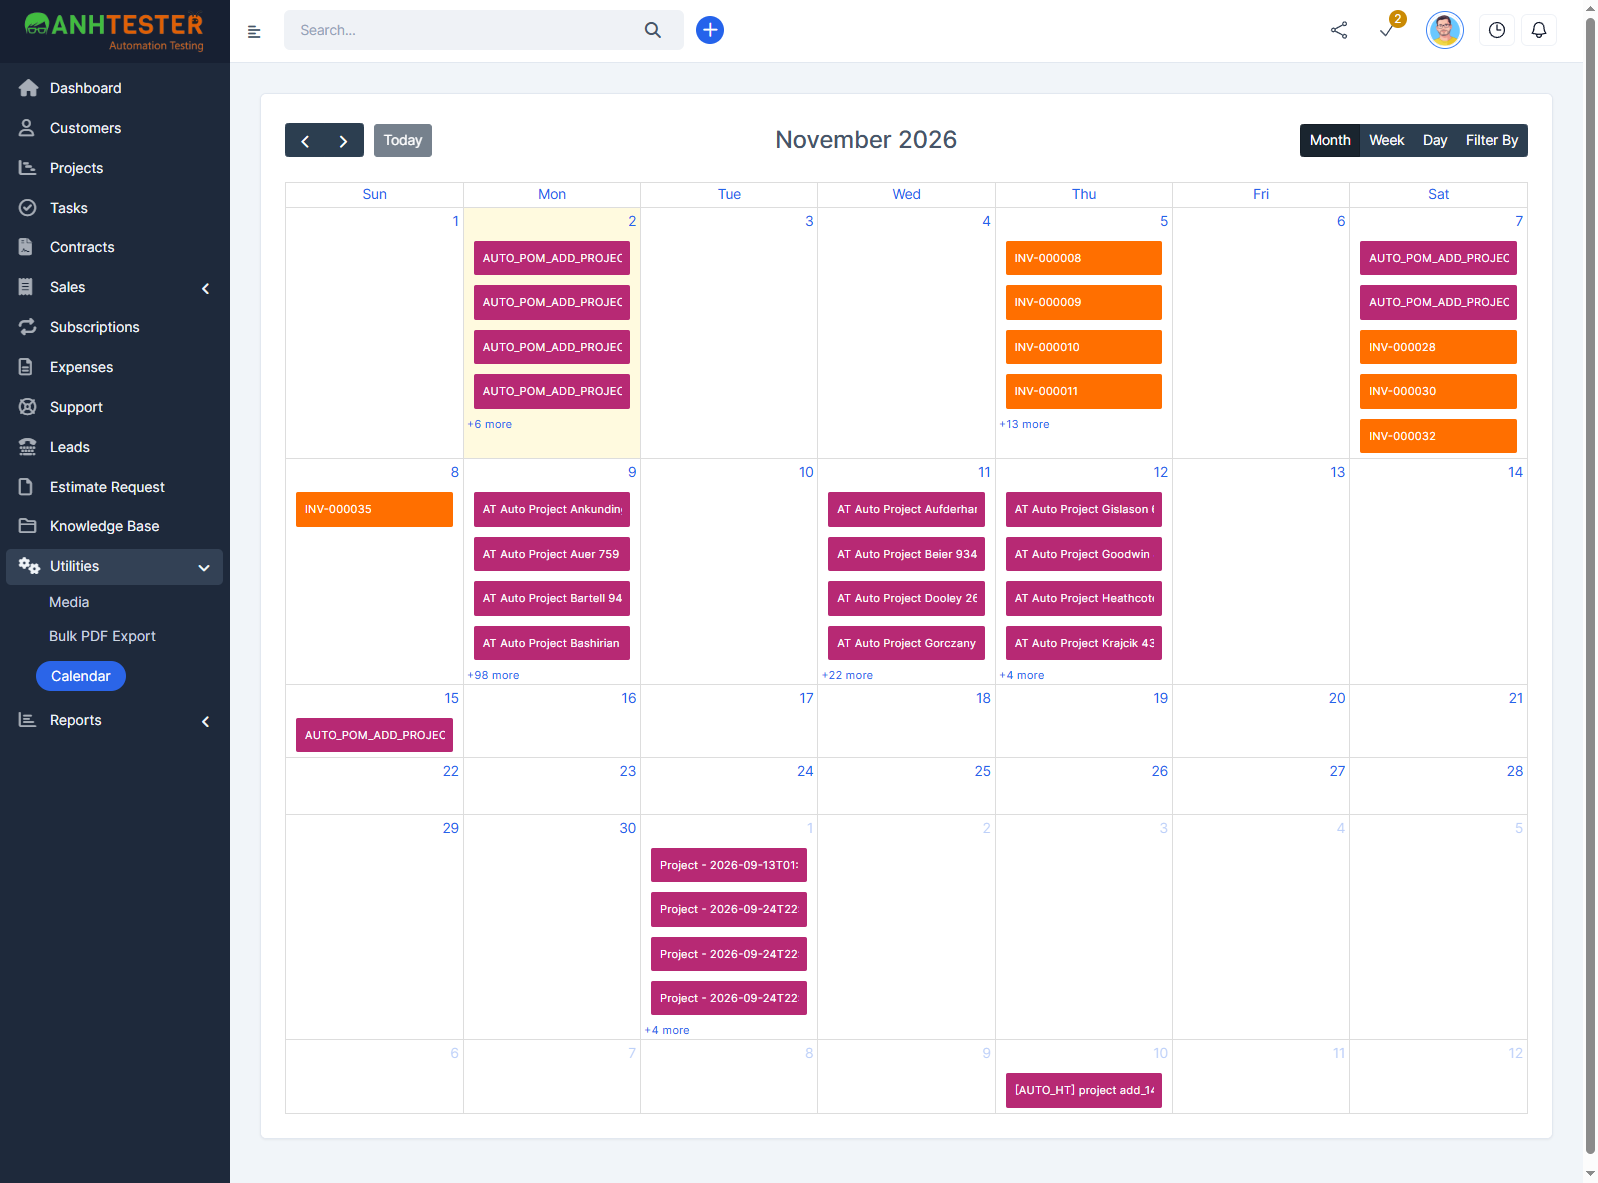 ANHTESTER
Automation Testing
Search...
2
Dashboard
Customers
Projects
Tasks
Contracts
Sales
Subscriptions
Expenses
Support
Leads
Estimate Request
Knowledge Base
Utilities
Media
Bulk PDF Export
Calendar
Reports
Today
November 2026
Month Week Day Filter By
Sun Mon Tue Wed Thu Fri Sat
1 2 3 4 5 6 7
AUTO_POM_ADD_PROJEC INV-000008 AUTO_POM_ADD_PROJEC
AUTO_POM_ADD_PROJEC INV-000009 AUTO_POM_ADD_PROJEC
AUTO_POM_ADD_PROJEC INV-000010 INV-000028
AUTO_POM_ADD_PROJEC INV-000011 INV-000030
+6 more +13 more INV-000032
8 9 10 11 12 13 14
INV-000035 AT Auto Project Ankunding AT Auto Project Aufderhar AT Auto Project Gislason 6
AT Auto Project Auer 759 AT Auto Project Beier 934 AT Auto Project Goodwin
AT Auto Project Bartell 94 AT Auto Project Dooley 26 AT Auto Project Heathcote
AT Auto Project Bashirian AT Auto Project Gorczany AT Auto Project Krajcik 43
+98 more +22 more +4 more
15 16 17 18 19 20 21
AUTO_POM_ADD_PROJEC
22 23 24 25 26 27 28
29 30 1 2 3 4 5
Project - 2026-09-13T01:
Project - 2026-09-24T22
Project - 2026-09-24T22
Project - 2026-09-24T22
+4 more
6 7 8 9 10 11 12
[AUTO_HT] project add_14